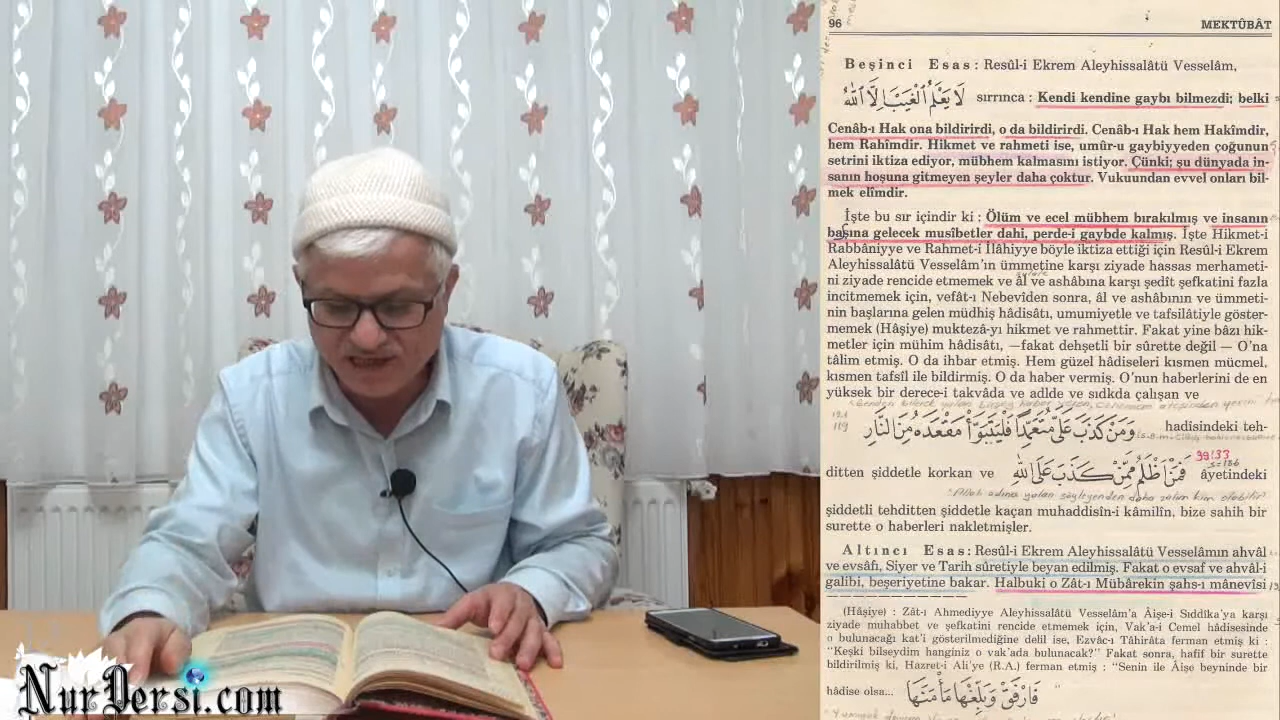 96 MEKTÛBÂT
Beşinci Esas: Resûl-i Ekrem Aleyhissalâtü Vesselâm,
لَا يَعْلَمُ الْغَيْبَ اِلَّا اللّٰهُ sırrınca : Kendi kendine gaybı bilmezdi; belki
Cenâb-ı Hak ona bildirirdi, o da bildirirdi. Cenâb-ı Hak hem Hakîmdir,
hem Rahîmdir. Hikmet ve rahmeti ise, umûr-u gaybiyyeden çoğunun
setrini iktiza ediyor, mübhem kalmasını istiyor. Çünki; şu dünyada in-
sanın hoşuna gitmeyen şeyler daha çoktur. Vukuundan evvel onları bil-
mek elîmdir.
İşte bu sır içindir ki : Ölüm ve ecel mübhem bırakılmış ve insanın
başına gelecek musîbetler dahi, perde-i gaybde kalmış. İşte Hikmet-i
Rabbâniyye ve Rahmet-i İlâhiyye böyle iktiza ettiği için Resûl-i Ekrem
Aleyhissalâtü Vesselâm'ın ümmetine karşı ziyade hassas merhameti-
ni ziyade rencide etmemek ve âl ve ashâbına karşı şedît şefkatini fazla
incitmemek için, vefât-ı Nebevîden sonra, âl ve ashâbının ve ümmeti-
nin başlarına gelen müdhiş hâdisâtı, umumiyetle ve tafsilâtiyle göster-
memek (Hâşiye) muktezâ-yı hikmet ve rahmettir. Fakat yine bâzı hik-
metler için mühim hâdisâtı, —fakat dehşetli bir sûrette değil — O'na
tâlim etmiş. O da ihbar etmiş. Hem güzel hâdiseleri kısmen mücmel,
kısmen tafsîl ile bildirmiş. O da haber vermiş. O'nun haberlerini de en
yüksek bir derece-i takvâda ve adlde ve sıdkda çalışan ve
وَمَنْ كَذَبَ عَلَىَّ مُتَعَمِّدًا فَلْيَتَبَوَّأْ مَقْعَدَهُ مِنَ النَّارِ hadisindeki teh-
39:33
ditten şiddetle korkan ve فَمَنْ اَظْلَمُ مِمَّنْ كَذَبَ عَلَى اللّٰهِ âyetindeki
şiddetli tehditten şiddetle kaçan muhaddisîn-i kâmilîn, bize sahih bir
surette o haberleri nakletmişler.
Altıncı Esas: Resûl-i Ekrem Aleyhissalâtü Vesselâmın ahvâl
ve evsâfı, Siyer ve Tarih sûretiyle beyan edilmiş. Fakat o evsaf ve ahvâl-i
galibi, beşeriyetine bakar. Halbuki o Zât-ı Mübârekin şahs-ı mânevîsi
(Hâşiye) : Zât-ı Ahmediyye Aleyhissalâtü Vesselâm'a Âişe-i Sıddîka'ya karşı
ziyade muhabbet ve şefkatini rencide etmemek için, Vak'a-i Cemel hâdisesinde
o bulunacağı kat'î gösterilmediğine delil ise, Ezvâc-ı Tâhirâta ferman etmiş ki :
"Keşki bilseydim hanginiz o vak'ada bulunacak?" Fakat sonra, hafif bir surette
bildirilmiş ki, Hazret-i Ali'ye (R.A.) ferman etmiş : "Senin ile Âişe beyninde bir
hâdise olsa... فَارْفُقْ وَبَلِّغْهَا مَأْمَنَهَا "
NurDersi.com